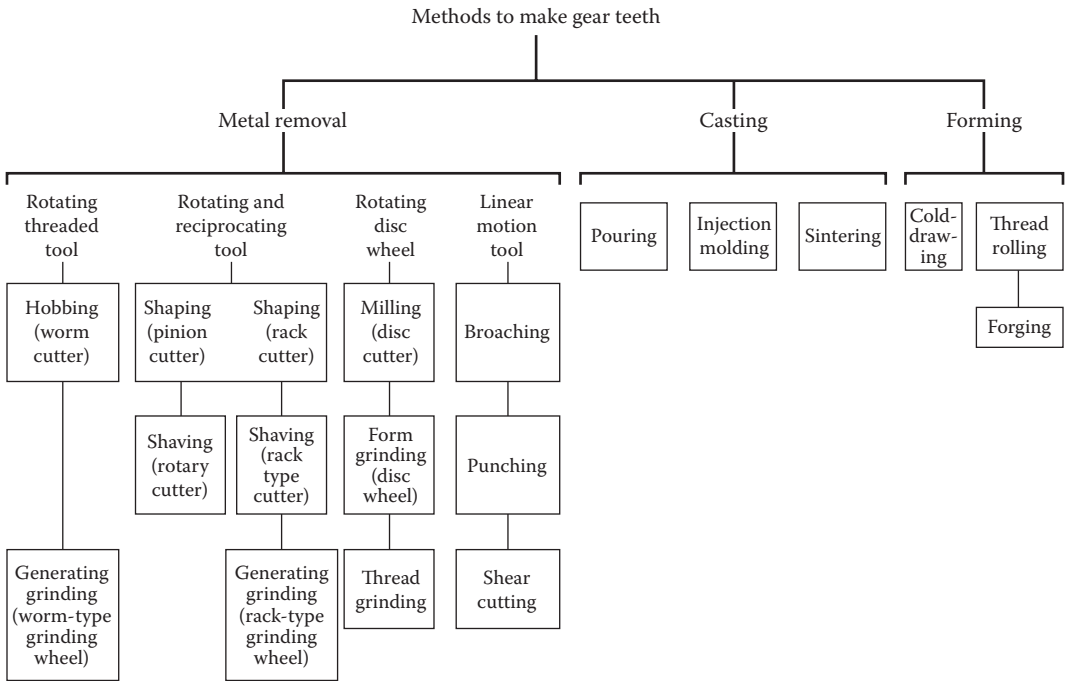 Methods to make gear teeth
Metal removal
Casting
Forming
Rotating
threaded
tool
Rotating and
reciprocating
tool
Rotating
disc
wheel
Linear
motion
tool
Pouring
Injection
molding
Sintering
Cold-
draw-
ing
Thread
rolling
Forging
Hobbing
(worm
cutter)
Shaping
(pinion
cutter)
Shaping
(rack
cutter)
Milling
(disc
cutter)
Broaching
Shaving
(rotary
cutter)
Shaving
(rack
type
cutter)
Form
grinding
(disc
wheel)
Punching
Generating
grinding
(worm-type
grinding
wheel)
Generating
grinding
(rack-type
grinding
wheel)
Thread
grinding
Shear
cutting